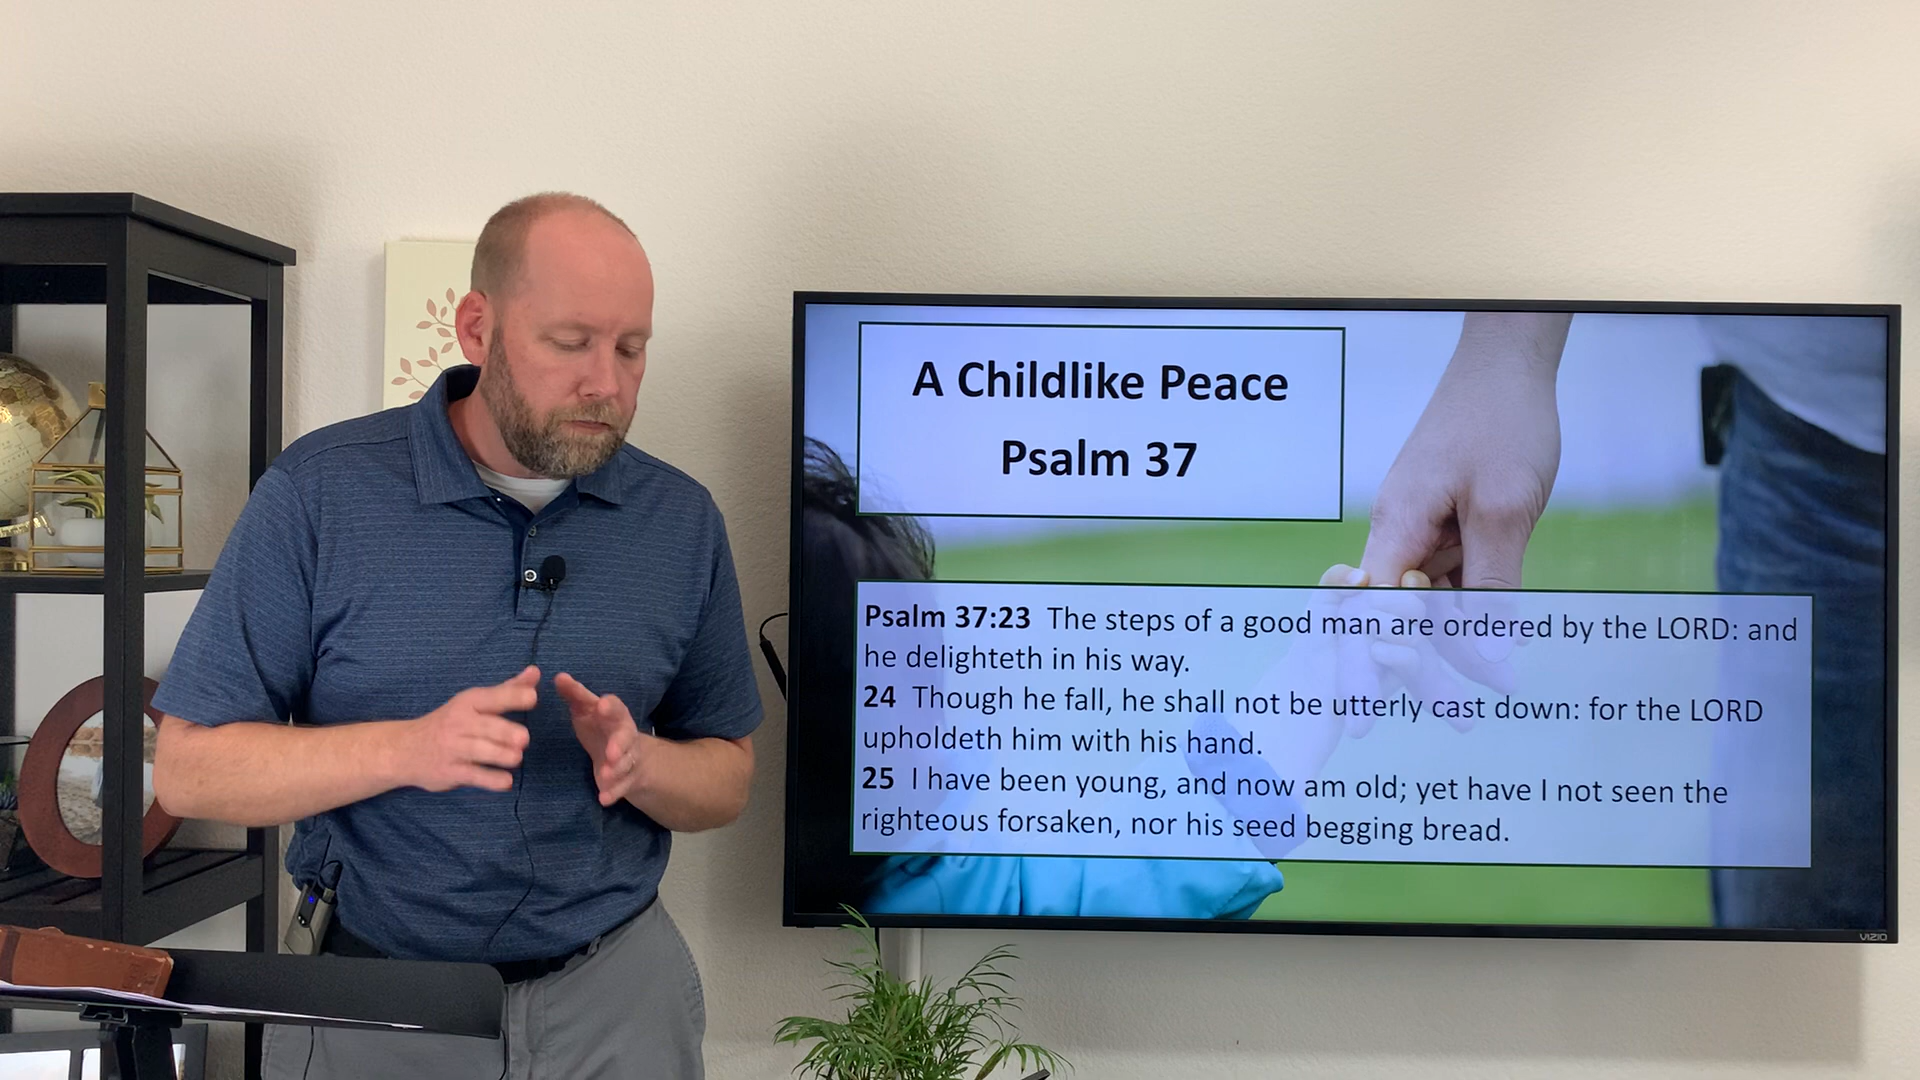 A Childlike Peace
Psalm 37
Psalm 37:23 The steps of a good man are ordered by the LORD: and
he delighteth in his way.
24 Though he fall, he shall not be utterly cast down: for the LORD
upholdeth him with his hand.
25 I have been young, and now am old; yet have I not seen the
righteous forsaken, nor his seed begging bread.
VIZIO